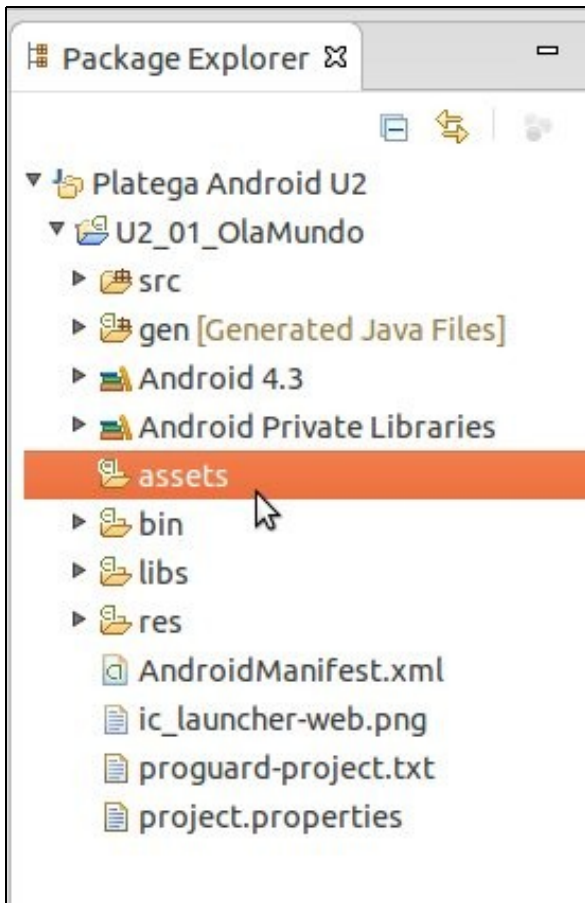 Package Explorer
Platega Android U2
U2_01_OlaMundo
src
gen [Generated Java Files]
Android 4.3
Android Private Libraries
assets
bin
libs
res
AndroidManifest.xml
ic_launcher-web.png
proguard-project.txt
project.properties